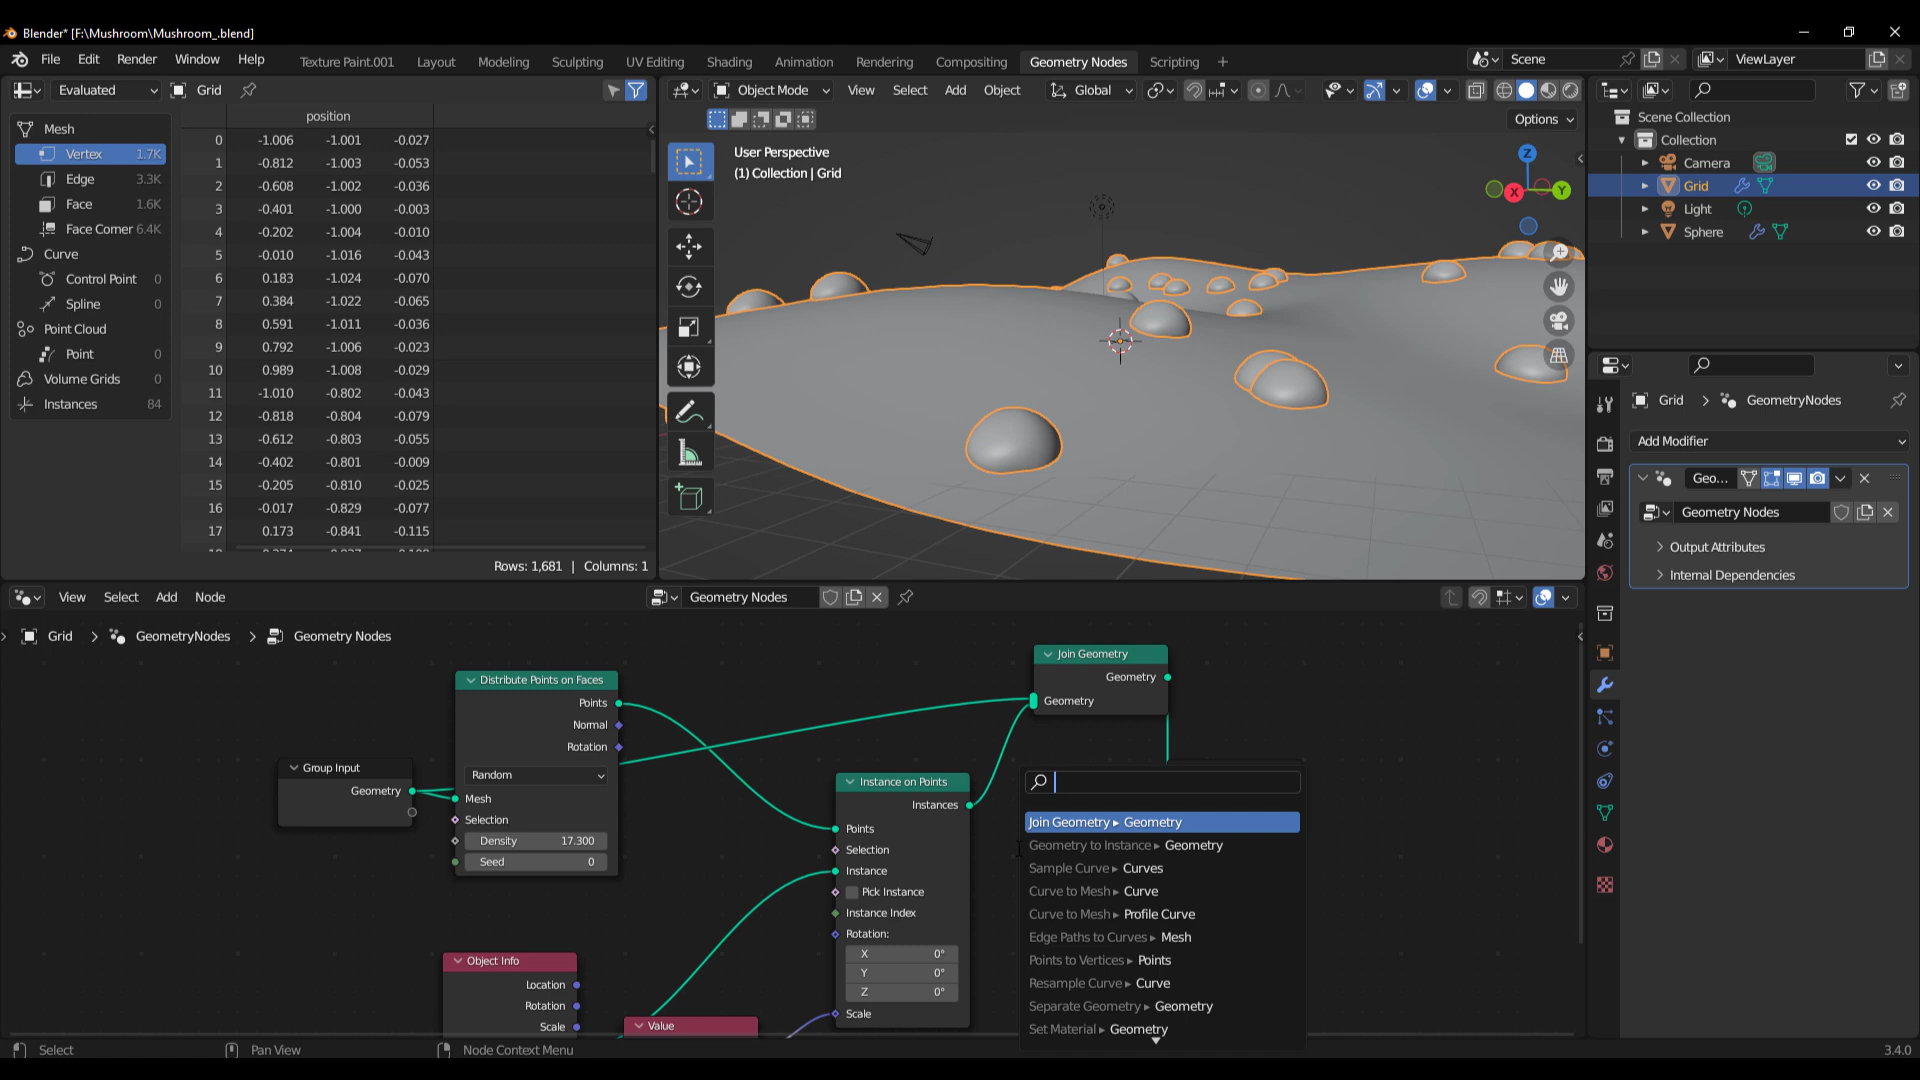 Blender* [F:\Mushroom\Mushroom_.blend]
File Edit Render Window Help Texture Paint.001 Layout Modeling Sculpting UV Editing Shading Animation Rendering Compositing Geometry Nodes Scripting + Scene ViewLayer
Evaluated Grid
position
Mesh
Vertex 1.7K
Edge 3.3K
Face 1.6K
Face Corner 6.4K
Curve
Control Point 0
Spline 0
Point Cloud
Point 0
Volume Grids 0
Instances 84
0 -1.006 -1.001 -0.027
1 -0.812 -1.003 -0.053
2 -0.608 -1.002 -0.036
3 -0.401 -1.000 -0.003
4 -0.202 -1.004 -0.010
5 -0.010 -1.016 -0.043
6 0.183 -1.024 -0.070
7 0.384 -1.022 -0.065
8 0.591 -1.011 -0.036
9 0.792 -1.006 -0.023
10 0.989 -1.008 -0.029
11 -1.010 -0.802 -0.043
12 -0.818 -0.804 -0.079
13 -0.612 -0.803 -0.055
14 -0.402 -0.801 -0.009
15 -0.205 -0.810 -0.025
16 -0.017 -0.829 -0.077
17 0.173 -0.841 -0.115
Rows: 1,681 | Columns: 1
Object Mode View Select Add Object Global
Options
User Perspective
(1) Collection | Grid
Z
X
Y
Scene Collection
Collection
Camera
Grid
Light
Sphere
Grid > GeometryNodes
Add Modifier
Geo...
Geometry Nodes
Output Attributes
Internal Dependencies
View Select Add Node Geometry Nodes
Grid > GeometryNodes > Geometry Nodes
Group Input
Geometry
Distribute Points on Faces
Points
Normal
Rotation
Random
Mesh
Selection
Density 17.300
Seed 0
Object Info
Location
Rotation
Scale
Value
Instance on Points
Instances
Points
Selection
Instance
Pick Instance
Instance Index
Rotation:
X 0°
Y 0°
Z 0°
Scale
Join Geometry
Geometry
Geometry
Join Geometry ▸ Geometry
Geometry to Instance ▸ Geometry
Sample Curve ▸ Curves
Curve to Mesh ▸ Curve
Curve to Mesh ▸ Profile Curve
Edge Paths to Curves ▸ Mesh
Points to Vertices ▸ Points
Resample Curve ▸ Curve
Separate Geometry ▸ Geometry
Set Material ▸ Geometry
Select Pan View Node Context Menu 3.4.0